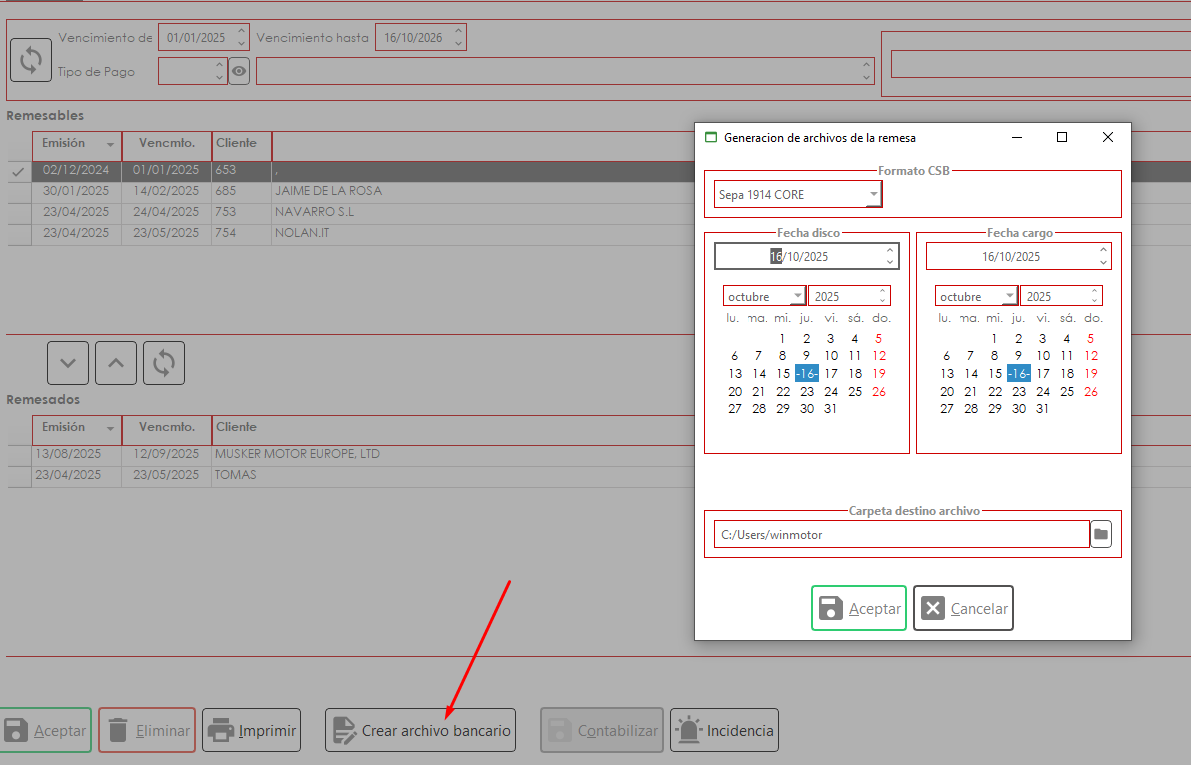 Vencimiento de 01/01/2025 Vencimiento hasta 16/10/2026
Tipo de Pago
Remesables
Emisión Vencmto. Cliente
02/12/2024 01/01/2025 653 .
30/01/2025 14/02/2025 685 JAIME DE LA ROSA
23/04/2025 24/04/2025 753 NAVARRO S.L
23/04/2025 23/05/2025 754 NOLAN.IT
Remesados
Emisión Vencmto. Cliente
13/08/2025 12/09/2025 MUSKER MOTOR EUROPE, LTD
23/04/2025 23/05/2025 TOMAS
Aceptar Eliminar Imprimir Crear archivo bancario Contabilizar Incidencia
Generacion de archivos de la remesa
Formato CSB
Sepa 1914 CORE
Fecha disco
16/10/2025
octubre 2025
lu. ma. mi. ju. vi. sá. do.
1 2 3 4 5
6 7 8 9 10 11 12
13 14 15 -16- 17 18 19
20 21 22 23 24 25 26
27 28 29 30 31
Fecha cargo
16/10/2025
octubre 2025
lu. ma. mi. ju. vi. sá. do.
1 2 3 4 5
6 7 8 9 10 11 12
13 14 15 -16- 17 18 19
20 21 22 23 24 25 26
27 28 29 30 31
Carpeta destino archivo
C:/Users/winmotor
Aceptar Cancelar